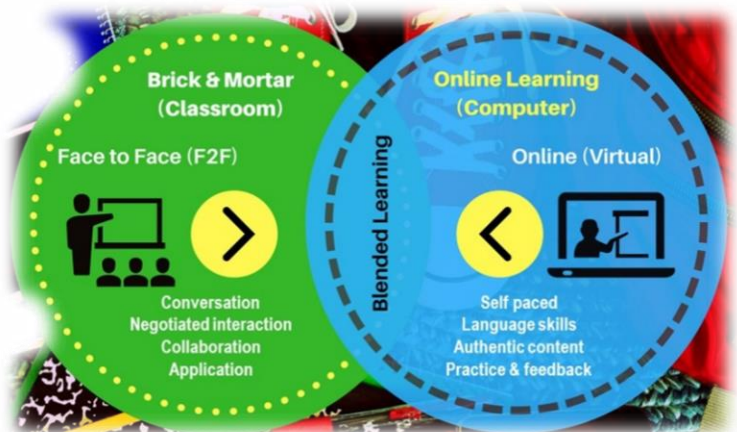 Brick & Mortar
(Classroom)
Face to Face (F2F)
Conversation
Negotiated interaction
Collaboration
Application
Blended Learning
Online Learning
(Computer)
Online (Virtual)
Self paced
Language skills
Authentic content
Practice & feedback